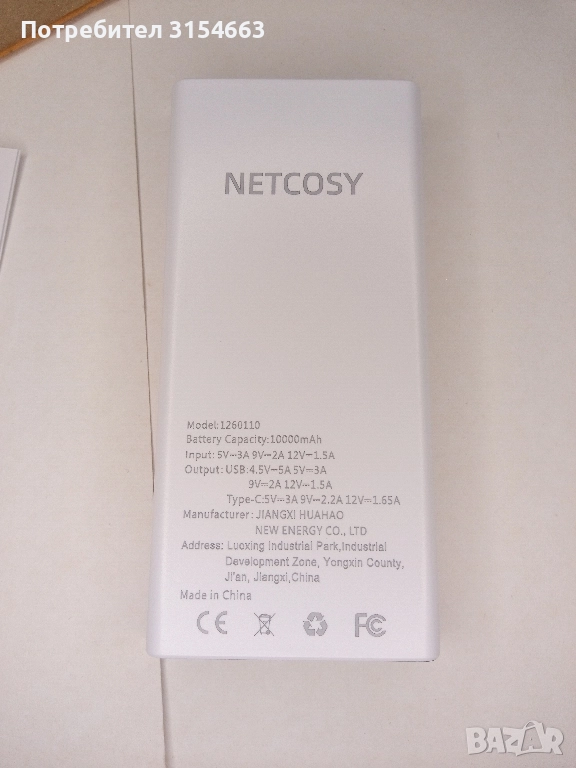 Потребител 3154663
NETCOSY
Model:1260110
Battery Capacity:10000mAh
Input: 5V⎓3A 9V⎓2A 12V⎓1.5A
Output: USB:4.5V⎓5A 5V⎓3A
9V⎓2A 12V⎓1.5A
Type-C:5V⎓3A 9V⎓2.2A 12V⎓1.65A
Manufacturer: JIANGXI HUAHAO
NEW ENERGY CO., LTD
Address: Luoxing Industrial Park,Industrial
Development Zone, Yongxin County,
Ji'an, Jiangxi,China
Made in China
CE FC
BAZAR